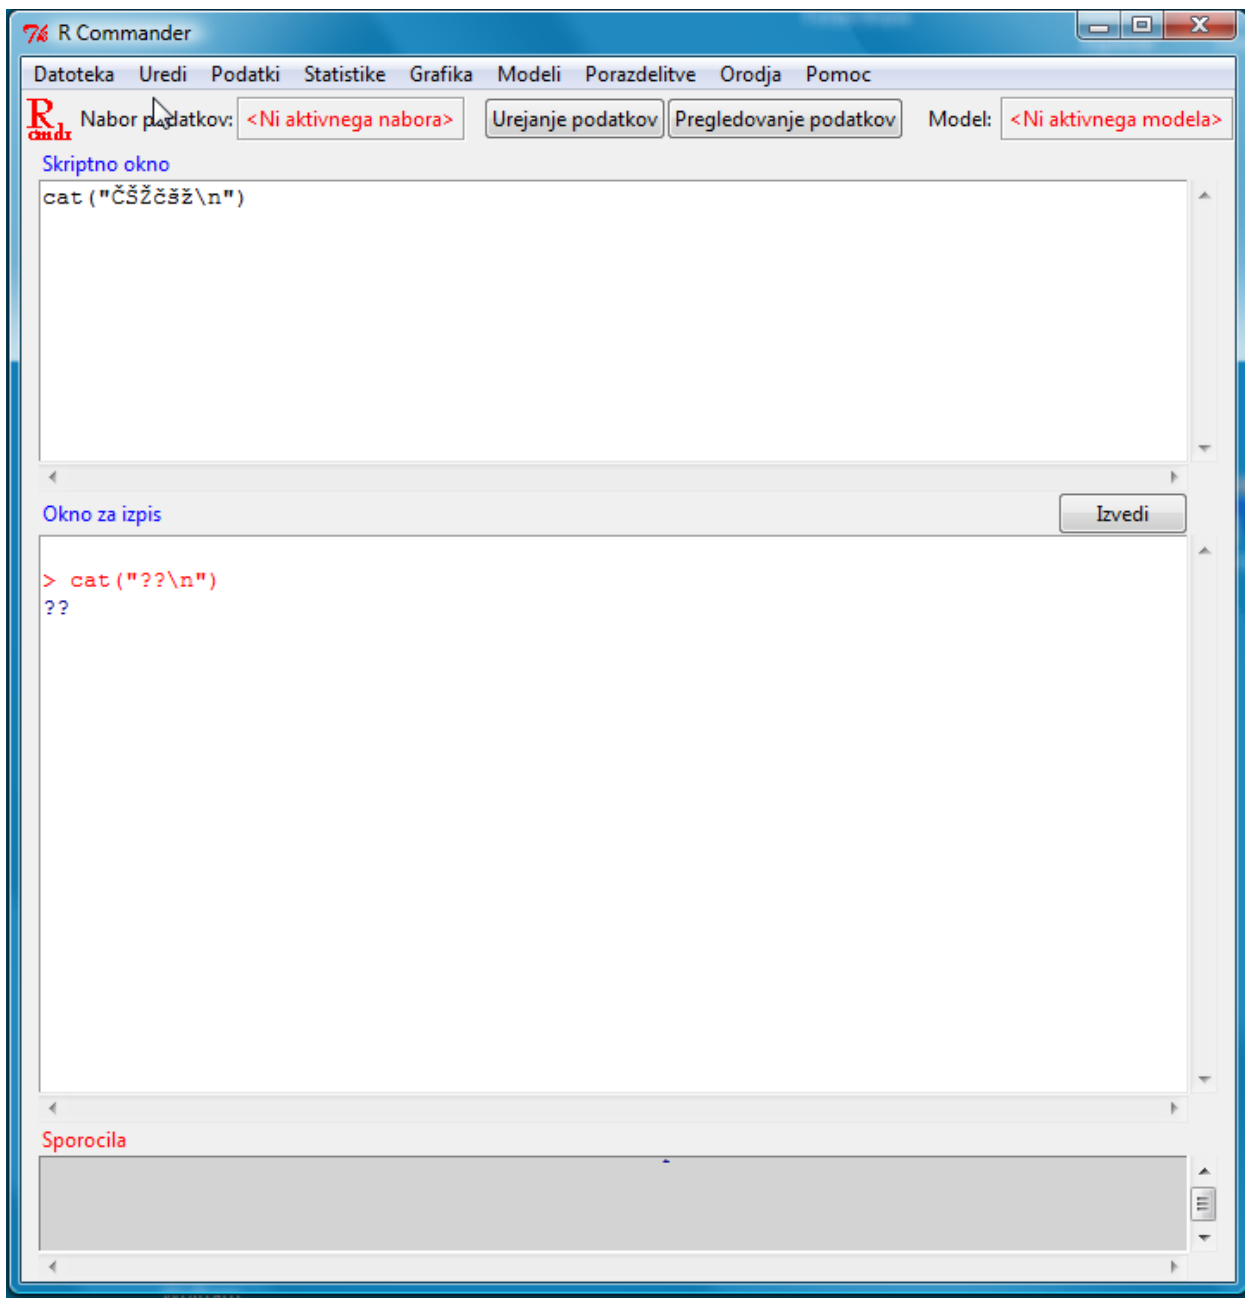 R Commander
Datoteka Uredi Podatki Statistike Grafika Modeli Porazdelitve Orodja Pomoc
R cmdr Nabor podatkov: <Ni aktivnega nabora> Urejanje podatkov Pregledovanje podatkov Model: <Ni aktivnega modela>
Skriptno okno
cat("ČŠŽčšž\n")
Okno za izpis Izvedi
> cat("??\n")
??
Sporocila